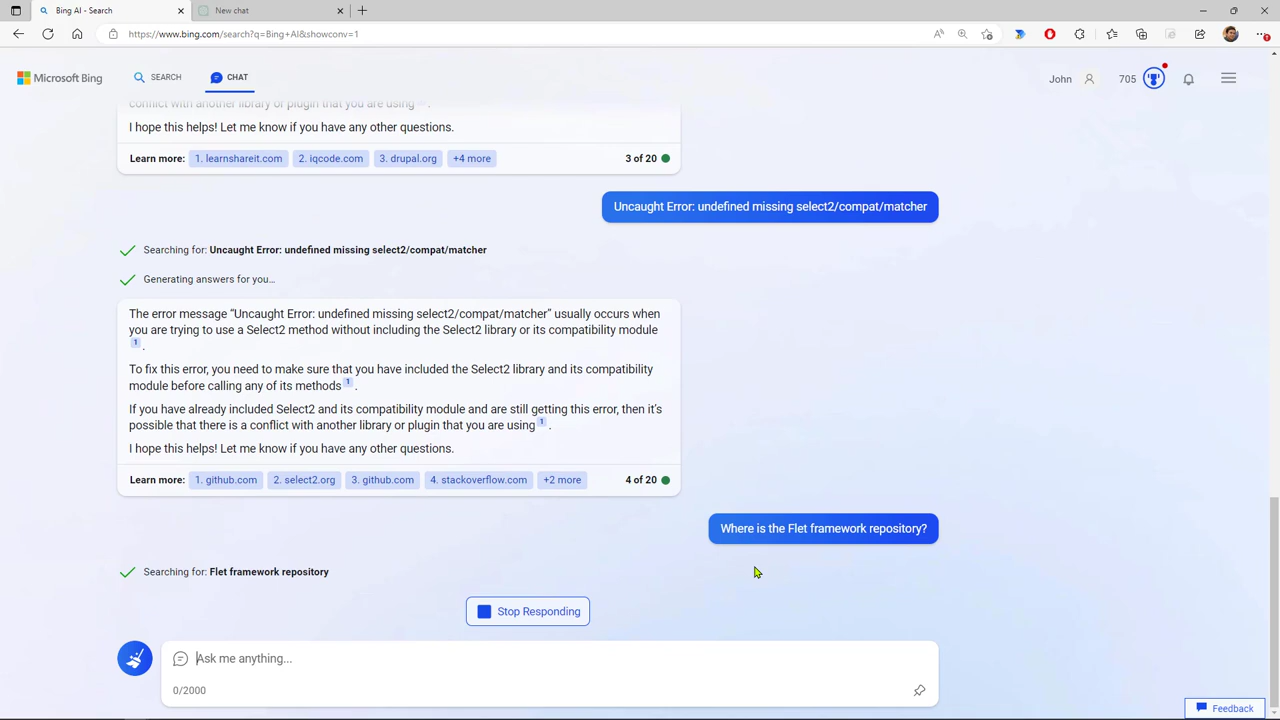 Bing AI - Search
New chat
https://www.bing.com/search?q=Bing+AI&showconv=1
Microsoft Bing
SEARCH
CHAT
John
705
conflict with another library or plugin that you are using
I hope this helps! Let me know if you have any other questions.
Learn more: 1. learnshareit.com 2. iqcode.com 3. drupal.org +4 more 3 of 20
Uncaught Error: undefined missing select2/compat/matcher
Searching for: Uncaught Error: undefined missing select2/compat/matcher
Generating answers for you…
The error message “Uncaught Error: undefined missing select2/compat/matcher” usually occurs when
you are trying to use a Select2 method without including the Select2 library or its compatibility module
1 .
To fix this error, you need to make sure that you have included the Select2 library and its compatibility
module before calling any of its methods 1 .
If you have already included Select2 and its compatibility module and are still getting this error, then it’s
possible that there is a conflict with another library or plugin that you are using 1 .
I hope this helps! Let me know if you have any other questions.
Learn more: 1. github.com 2. select2.org 3. github.com 4. stackoverflow.com +2 more 4 of 20
Where is the Flet framework repository?
Searching for: Flet framework repository
Stop Responding
Ask me anything...
0/2000
Feedback